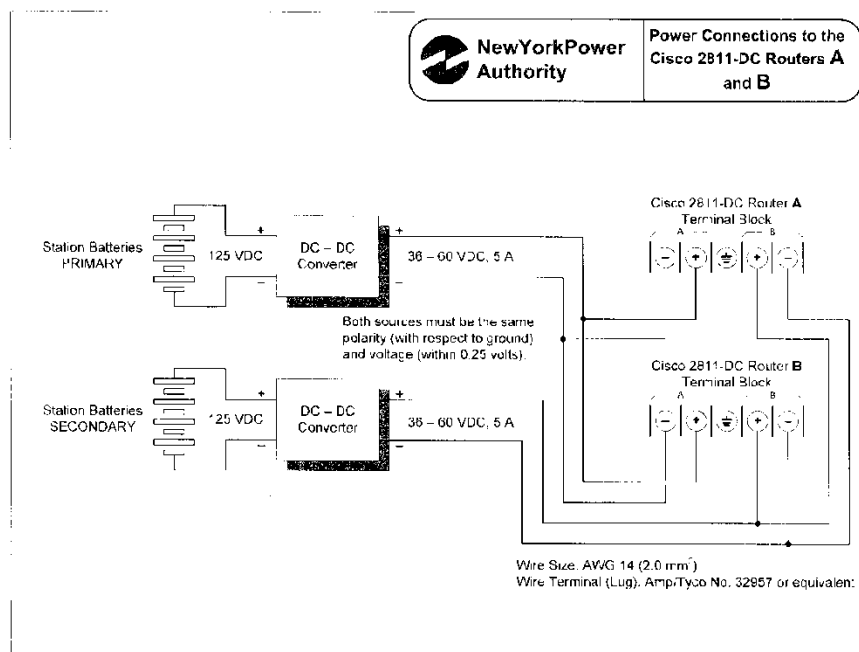 NewYorkPower
Authority
Power Connections to the
Cisco 2811-DC Routers A
and B
Station Batteries
PRIMARY
125 VDC
+
−
DC – DC
Converter
+
−
36 – 60 VDC, 5 A
Cisco 2811-DC Router A
Terminal Block
A
B
− + + −
Both sources must be the same
polarity (with respect to ground)
and voltage (within 0.25 volts).
Station Batteries
SECONDARY
125 VDC
+
−
DC – DC
Converter
+
−
36 – 60 VDC, 5 A
Cisco 2811-DC Router B
Terminal Block
A
B
− + + −
Wire Size. AWG 14 (2.0 mm²)
Wire Terminal (Lug). Amp/Tyco No. 32957 or equivalent